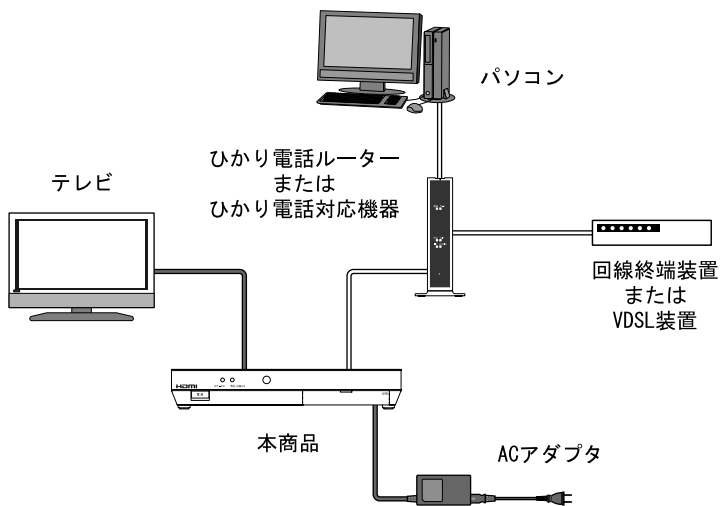 パソコン
ひかり電話ルーター
または
ひかり電話対応機器
テレビ
回線終端装置
または
VDSL装置
HDMI
本商品
ACアダプタ